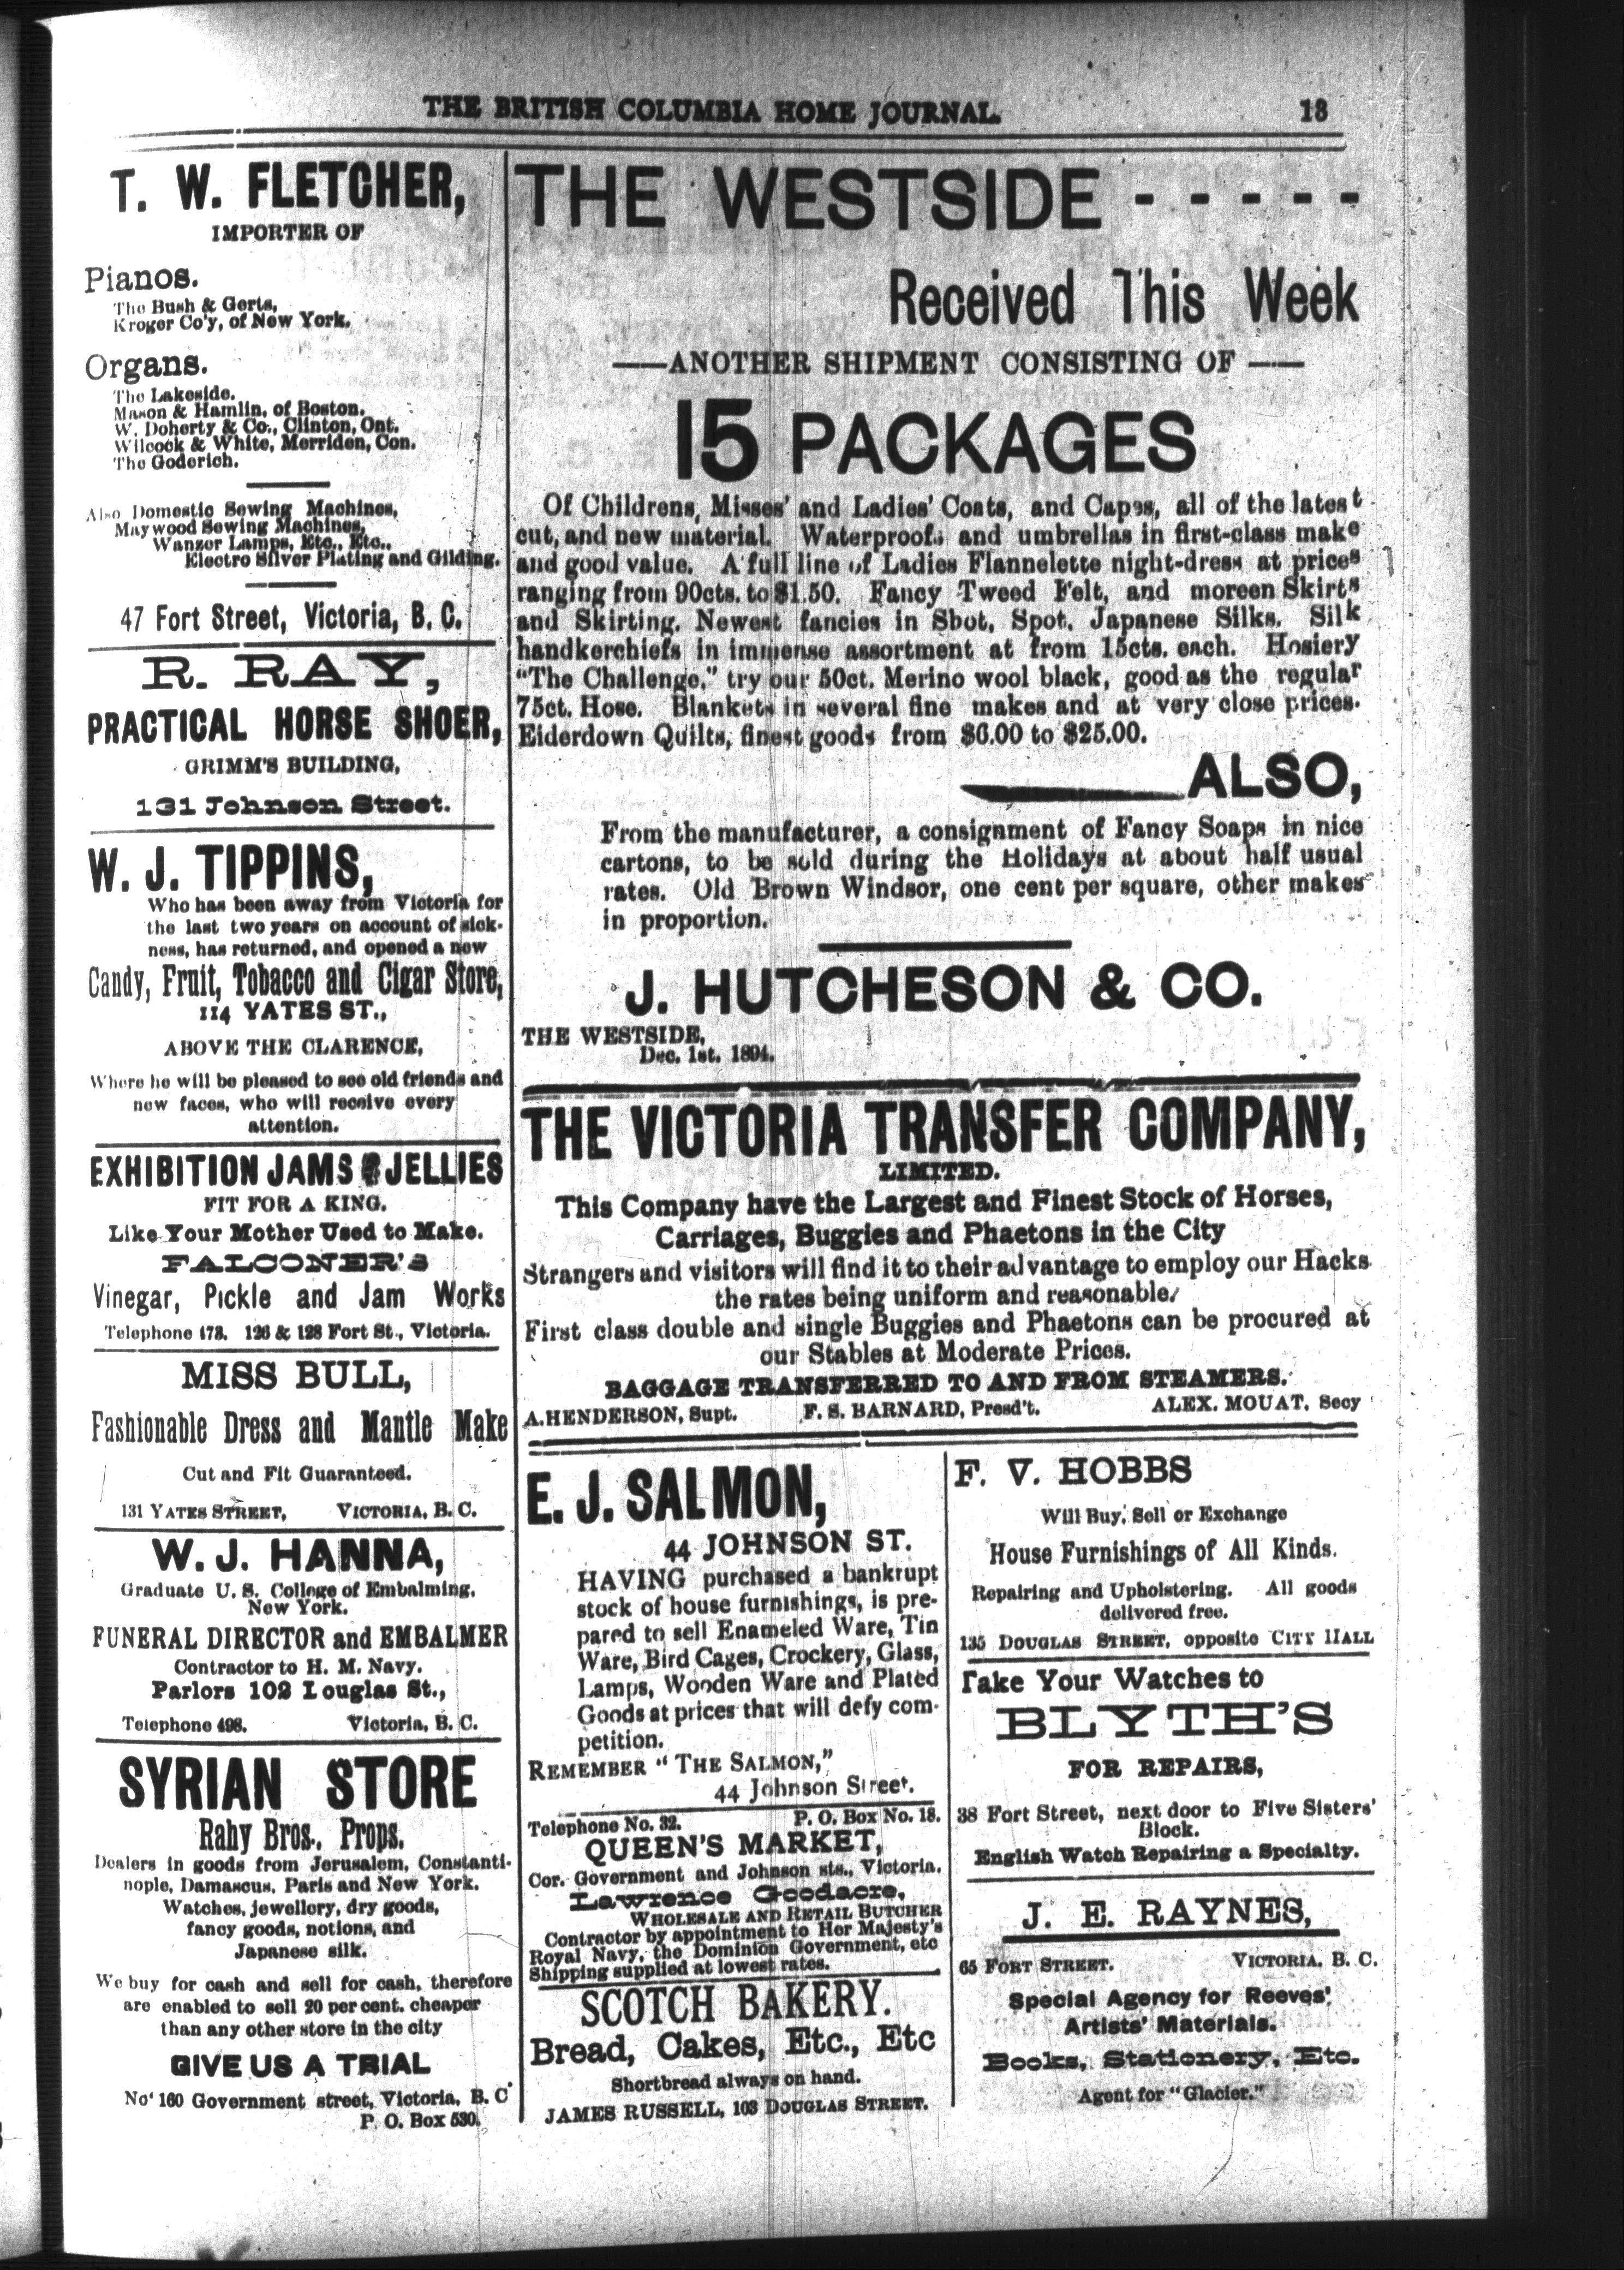 THE BRITISH COLUMBIA HOME JOURNAL. 13
T. W. FLETCHER,
IMPORTER OF
Pianos.
The Bush & Gerts,
Kroger Co'y, of New York.
Organs.
The Lakeside.
Mason & Hamlin, of Boston.
W. Doherty & Co., Clinton, Ont.
Wilcock & White, Merriden, Con.
The Goderich.
Also Domestic Sewing Machines,
Maywood Sewing Machines,
Wanzor Lamps, Etc., Etc.,
Electro Silver Plating and Gilding.
47 Fort Street, Victoria, B. C.
R. RAY,
PRACTICAL HORSE SHOER,
GRIMM'S BUILDING,
131 Johnson Street.
W. J. TIPPINS,
Who has been away from Victoria for
the last two years on account of sick-
ness, has returned, and opened a new
Candy, Fruit, Tobacco and Cigar Store,
114 YATES ST.,
ABOVE THE CLARENCE,
Where he will be pleased to see old friends and
new faces, who will receive every
attention.
EXHIBITION JAMS & JELLIES
FIT FOR A KING.
Like Your Mother Used to Make.
FALCONER'S
Vinegar, Pickle and Jam Works
Telephone 173. 126 & 128 Fort St., Victoria.
MISS BULL,
Fashionable Dress and Mantle Make
Cut and Fit Guaranteed.
131 YATES STREET, VICTORIA, B. C.
W. J. HANNA,
Graduate U. S. College of Embalming,
New York.
FUNERAL DIRECTOR and EMBALMER
Contractor to H. M. Navy.
Parlors 102 Douglas St.,
Telephone 498. Victoria, B. C.
SYRIAN STORE
Rahy Bros., Props.
Dealers in goods from Jerusalem, Constanti-
nople, Damascus, Paris and New York.
Watches, jewellory, dry goods,
fancy goods, notions, and
Japanese silk.
We buy for cash and sell for cash, therefore
are enabled to sell 20 per cent. cheaper
than any other store in the city
GIVE US A TRIAL
No' 160 Government street, Victoria, B. C
P. O. Box 530.
THE WESTSIDE - - - - -
Received This Week
—ANOTHER SHIPMENT CONSISTING OF —
15 PACKAGES
Of Childrens, Misses' and Ladies' Coats, and Capes, all of the latest
cut, and new material. Waterproofs and umbrellas in first-class make
and good value. A full line of Ladies Flannelette night-dress at prices
ranging from 90cts. to $1.50. Fancy Tweed Felt, and moreen Skirts
and Skirting. Newest fancies in Shot, Spot, Japanese Silks. Silk
handkerchiefs in immense assortment at from 15cts. each. Hosiery
"The Challenge," try our 50ct. Merino wool black, good as the regular
75ct. Hose. Blankets in several fine makes and at very close prices.
Eiderdown Quilts, finest goods from $6.00 to $25.00.
ALSO,
From the manufacturer, a consignment of Fancy Soaps in nice
cartons, to be sold during the Holidays at about half usual
rates. Old Brown Windsor, one cent per square, other makes
in proportion.
J. HUTCHESON & CO.
THE WESTSIDE,
Dec. 1st. 1894.
THE VICTORIA TRANSFER COMPANY,
LIMITED.
This Company have the Largest and Finest Stock of Horses,
Carriages, Buggies and Phaetons in the City
Strangers and visitors will find it to their advantage to employ our Hacks
the rates being uniform and reasonable.
First class double and single Buggies and Phaetons can be procured at
our Stables at Moderate Prices.
BAGGAGE TRANSFERRED TO AND FROM STEAMERS.
A. HENDERSON, Supt. F. S. BARNARD, Presd't. ALEX. MOUAT, Secy
E. J. SALMON,
44 JOHNSON ST.
HAVING purchased a bankrupt
stock of house furnishings, is pre-
pared to sell Enameled Ware, Tin
Ware, Bird Cages, Crockery, Glass,
Lamps, Wooden Ware and Plated
Goods at prices that will defy com-
petition.
REMEMBER "THE SALMON,"
44 Johnson Street.
Telephone No. 32. P. O. Box No. 18.
QUEEN'S MARKET,
Cor. Government and Johnson sts., Victoria.
Lawrence Goodacre,
WHOLESALE AND RETAIL BUTCHER
Contractor by appointment to Her Majesty's
Royal Navy, the Dominion Government, etc
Shipping supplied at lowest rates.
SCOTCH BAKERY.
Bread, Cakes, Etc., Etc
Shortbread always on hand.
JAMES RUSSELL, 103 DOUGLAS STREET.
F. V. HOBBS
Will Buy, Sell or Exchange
House Furnishings of All Kinds.
Repairing and Upholstering. All goods
delivered free.
135 DOUGLAS STREET, opposite CITY HALL
Take Your Watches to
BLYTH'S
FOR REPAIRS,
38 Fort Street, next door to Five Sisters'
Block.
English Watch Repairing a Specialty.
J. E. RAYNES,
65 FORT STREET. VICTORIA, B. C.
Special Agency for Reeves'
Artists' Materials.
Books, Stationery, Etc.
Agent for "Glacier."